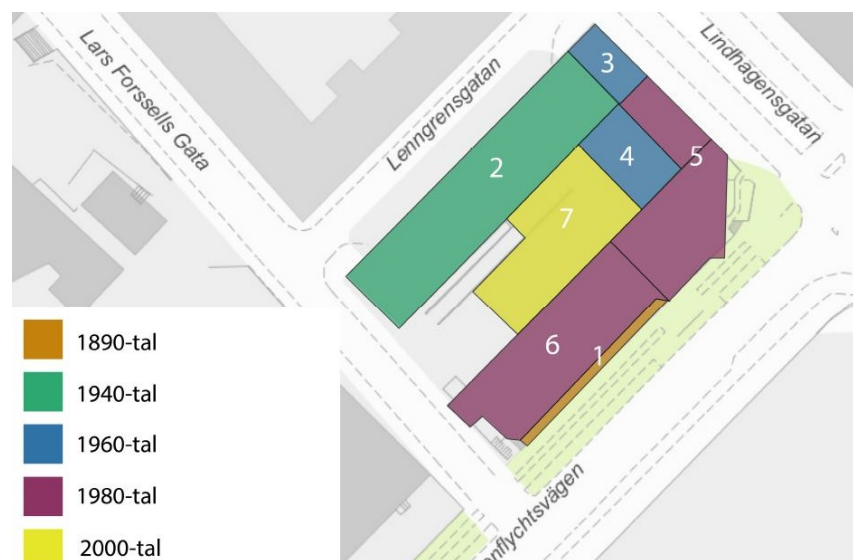 Lars Forssells Gata
Lenngrensgatan
Lindhagensgatan
3
5
4
2
7
6
1
nflychtsvägen
1890-tal
1940-tal
1960-tal
1980-tal
2000-tal